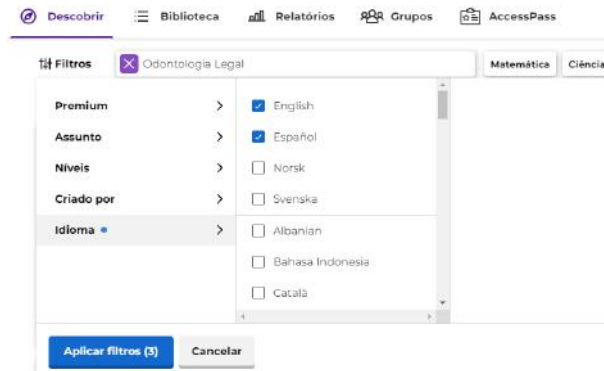 Descobrir Biblioteca Relatórios Grupos AccessPass
Filtros Odontologia Legal Matemática Ciência
Premium
Assunto
Níveis
Criado por
Idioma
English
Español
Norsk
Svenska
Albanian
Bahasa Indonesia
Català
Aplicar filtros (3) Cancelar